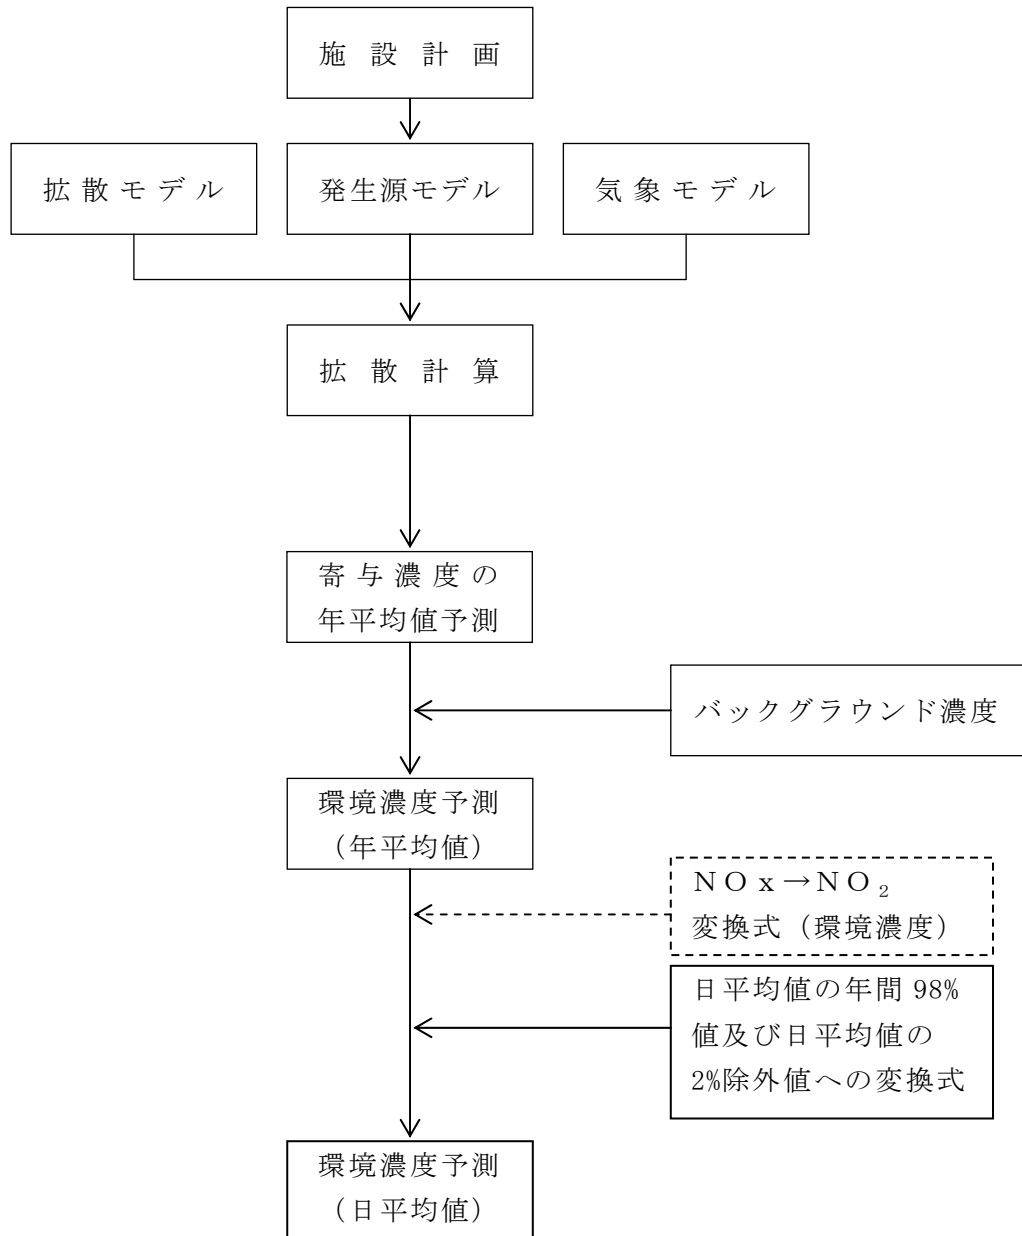 施設計画
拡散モデル
発生源モデル
気象モデル
拡散計算
寄与濃度の
年平均値予測
バックグラウンド濃度
環境濃度予測
（年平均値）
ＮＯｘ→ＮＯ₂
変換式（環境濃度）
日平均値の年間 98%
値及び日平均値の
2%除外値への変換式
環境濃度予測
（日平均値）